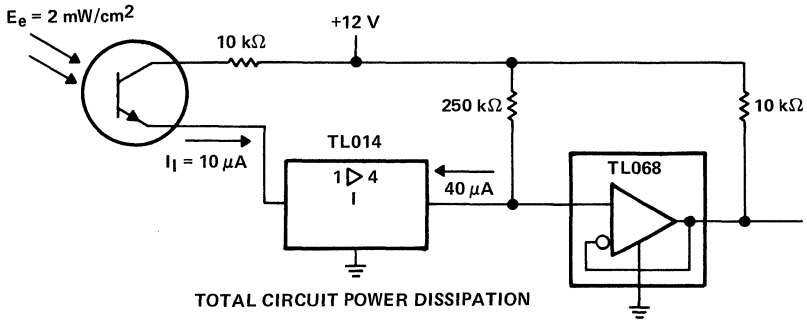 Ee = 2 mW/cm2
+12 V
10 kΩ
250 kΩ
10 kΩ
II = 10 μA
TL014
1 ▷ 4
I
40 μA
TL068
TOTAL CIRCUIT POWER DISSIPATION